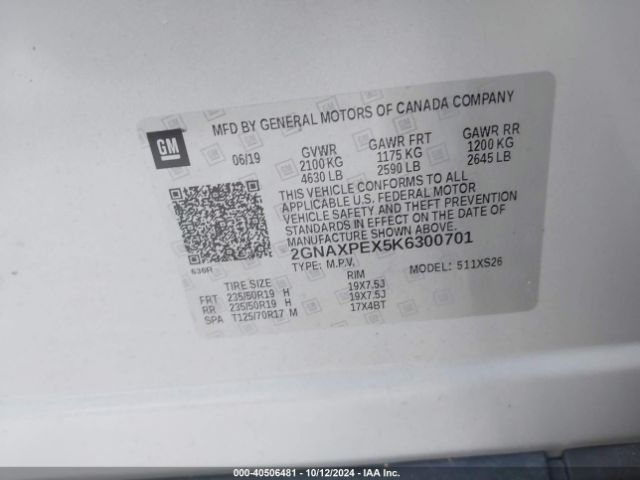 MFD BY GENERAL MOTORS OF CANADA COMPANY
GM
06/19
GVWR
2100 KG
4630 LB
GAWR FRT
1175 KG
2590 LB
GAWR RR
1200 KG
2645 LB
THIS VEHICLE CONFORMS TO ALL
APPLICABLE U.S. FEDERAL MOTOR
VEHICLE SAFETY AND THEFT PREVENTION
STANDARDS IN EFFECT ON THE DATE OF
MANUFACTURE SHOWN ABOVE.
2GNAXPEX5K6300701
TYPE: M.P.V.
MODEL: 511XS26
636R
TIRE SIZE RIM
FRT 235/50R19 H 19X7.5J
RR 235/50R19 H 19X7.5J
SPA T125/70R17 M 17X4BT
000-40506481 - 10/12/2024 - IAA Inc.